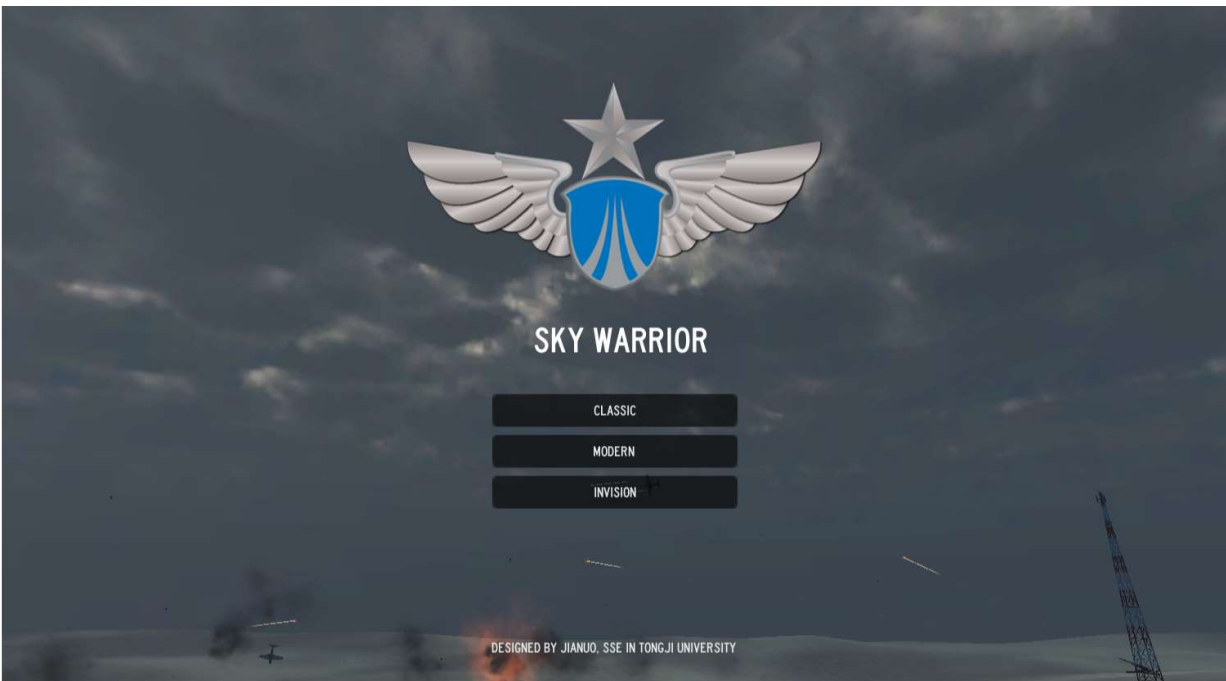 SKY WARRIOR
CLASSIC
MODERN
INVISION
DESIGNED BY JIANUO, SSE IN TONGJI UNIVERSITY